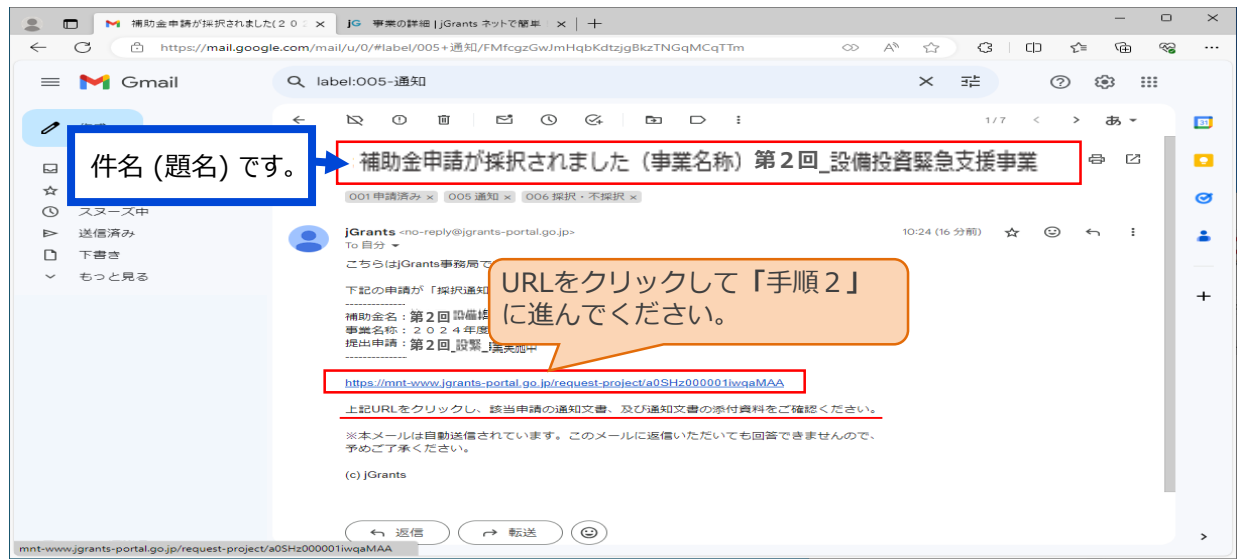 補助金申請が採択されました(２０
jG 事業の詳細 | jGrants ネットで簡単
https://mail.google.com/mail/u/0/#label/005+通知/FMfcgzGwJmHqbKdtzjgBkzTNGqMCqTTm
Gmail
label:005-通知
1/7
あ
件名 (題名) です。
補助金申請が採択されました（事業名称）第２回_設備投資緊急支援事業
001 申請済み × 005 通知 × 006 採択・不採択 ×
スヌーズ中
送信済み
下書き
もっと見る
jGrants <no-reply@jgrants-portal.go.jp>
10:24 (16 分前)
To 自分
こちらはjGrants事務局で
下記の申請が「採択通知
-------------
補助金名：第２回
事業名称：２０２４年度
提出申請：第２回_設緊_事業実施中
-------------
URLをクリックして「手順２」
に進んでください。
https://mnt-www.jgrants-portal.go.jp/request-project/a0SHz000001iwqaMAA
上記URLをクリックし、該当申請の通知文書、及び通知文書の添付資料をご確認ください。
※本メールは自動送信されています。このメールに返信いただいても回答できませんので、
予めご了承ください。
(c) jGrants
返信
転送
mnt-www.jgrants-portal.go.jp/request-project/a0SHz000001iwqaMAA
31